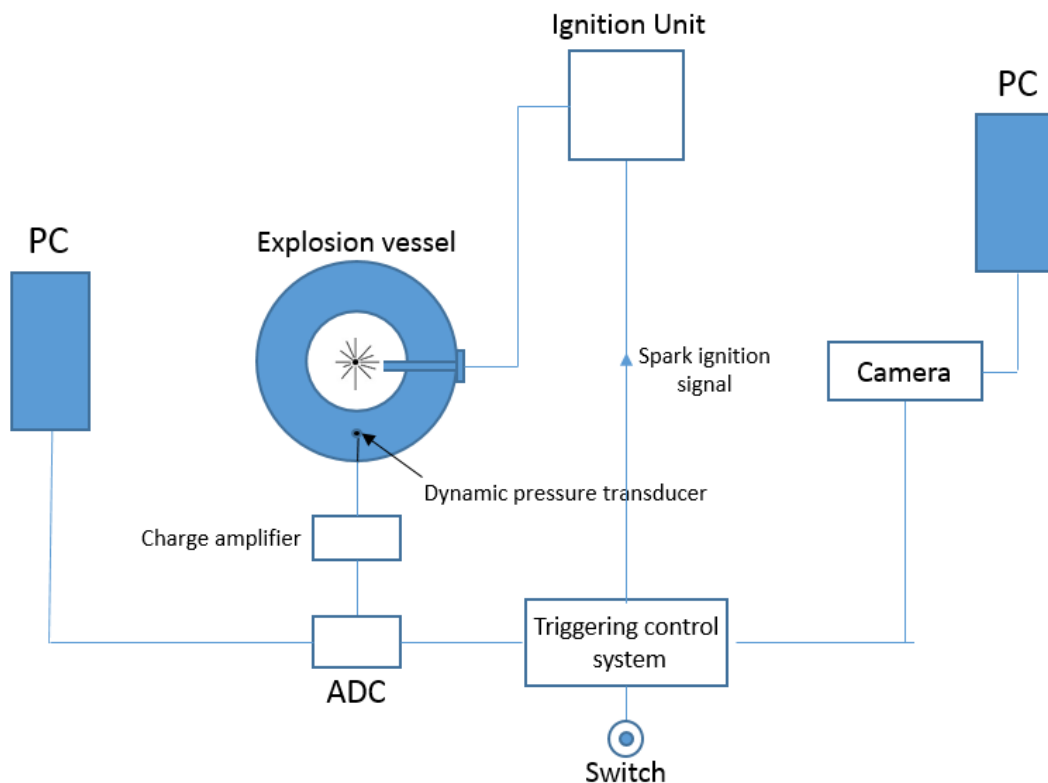 Ignition Unit
PC
PC
Explosion vessel
Spark ignition
signal
Camera
Dynamic pressure transducer
Charge amplifier
Triggering control
system
ADC
Switch